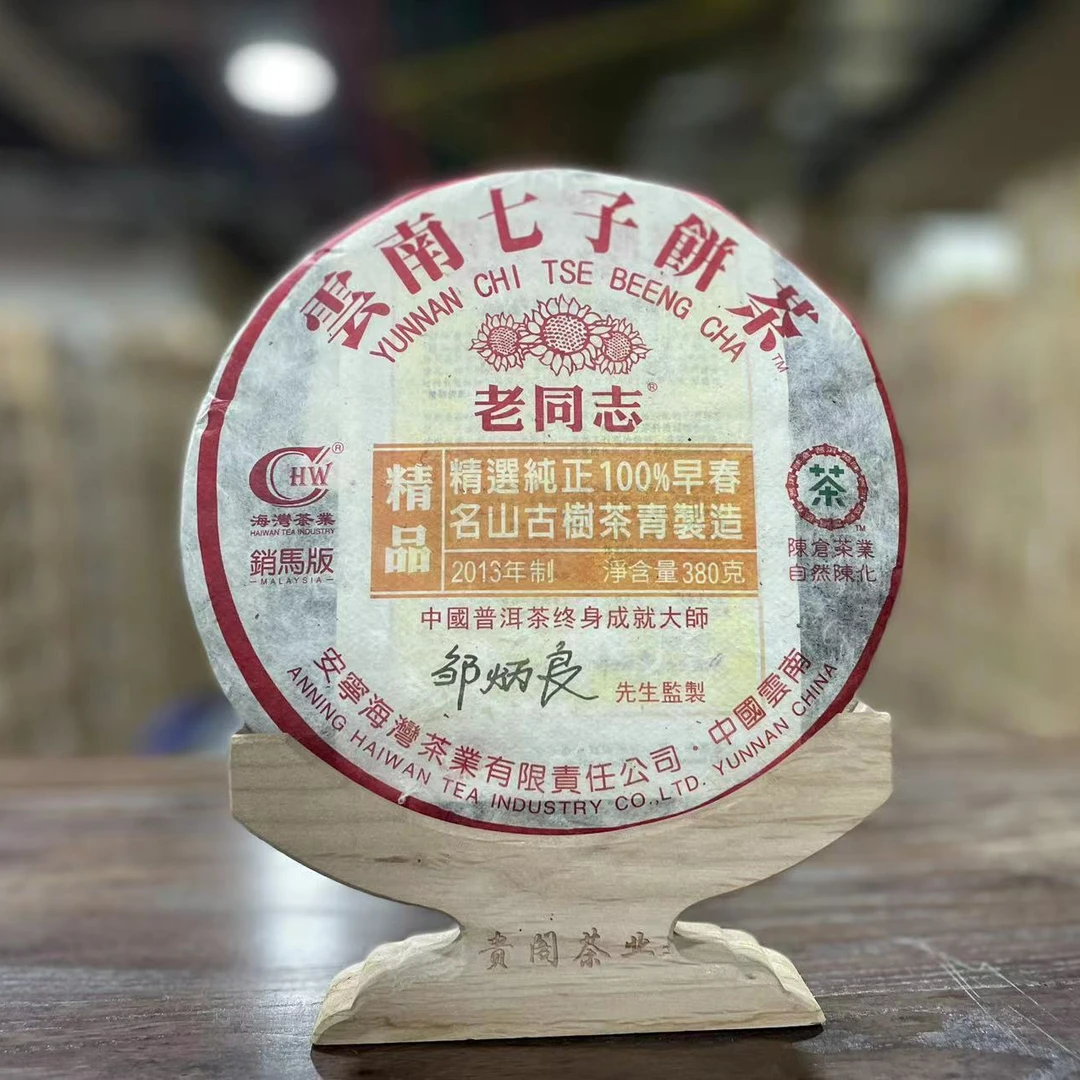 雲南七子餅茶™
YUNNAN CHI TSE BEENG CHA
老同志®
CHW®
海灣茶業
HAIWAN TEA INDUSTRY
銷馬版
MALAYSIA
精品
精選純正100%早春
名山古樹茶青製造
2013年制 淨含量380克
茶
TM
陳倉茶業
自然陳化
中國普洱茶终身成就大師
邹炳良 先生監製
安寧海灣茶業有限責任公司·中國雲南
ANNING HAIWAN TEA INDUSTRY CO.,LTD. YUNNAN CHINA
貴閣茶业